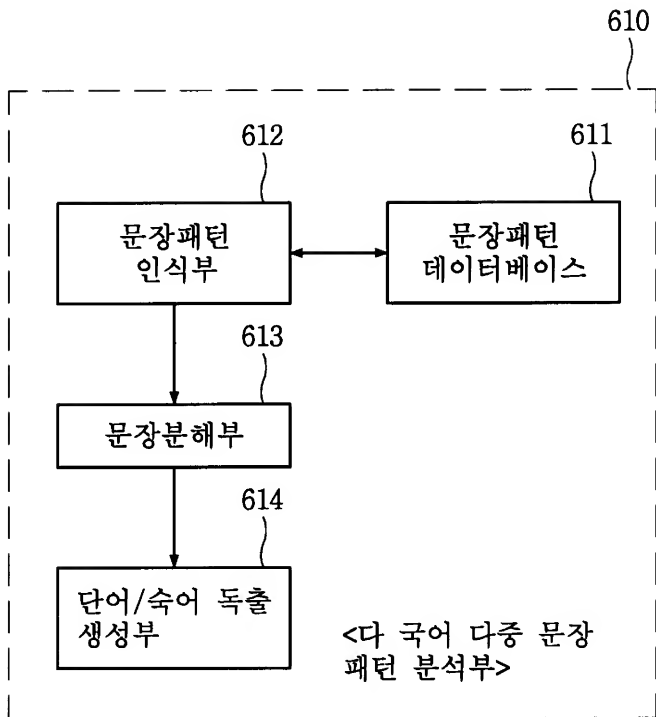 610
612
611
문장패턴
인식부
문장패턴
데이터베이스
613
문장분해부
614
단어/숙어 독출
생성부
<다 국어 다중 문장
패턴 분석부>